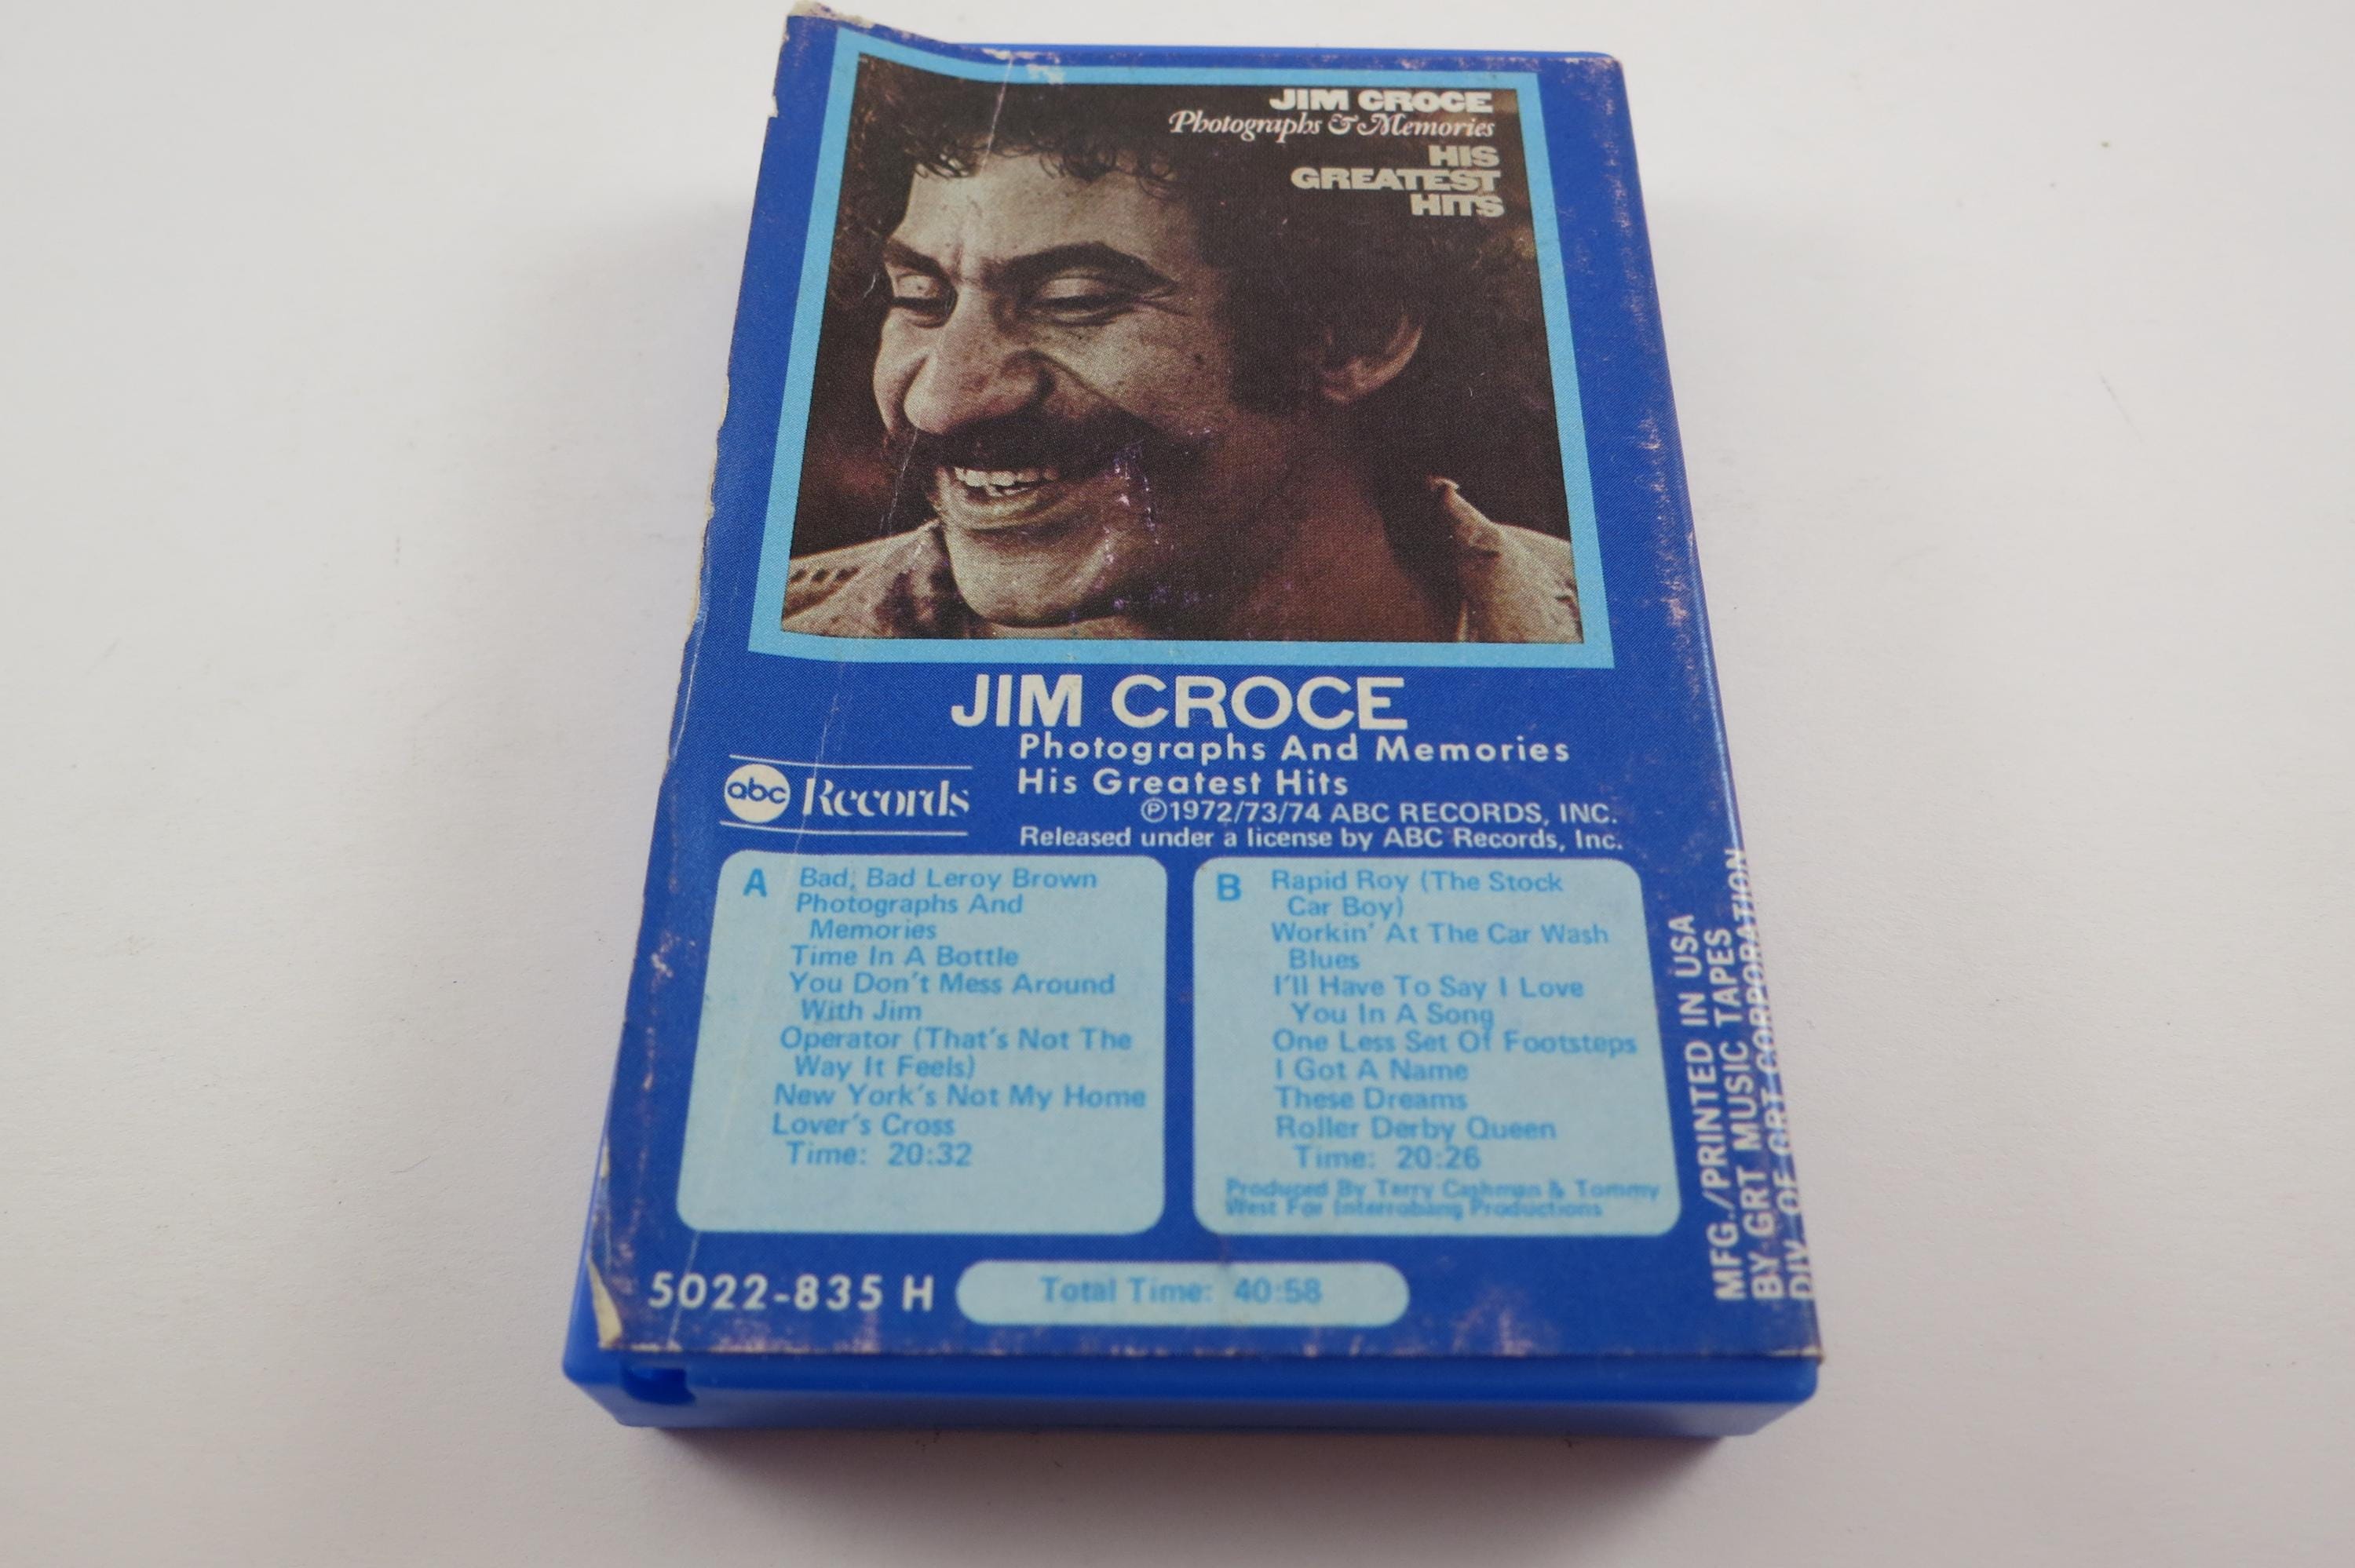 JIM CROCE
Photographs & Memories
HIS
GREATEST
HITS
JIM CROCE
Photographs And Memories
His Greatest Hits
abc Records
Ⓟ1972/73/74 ABC RECORDS, INC.
Released under a license by ABC Records, Inc.
A
Bad, Bad Leroy Brown
Photographs And
Memories
Time In A Bottle
You Don't Mess Around
With Jim
Operator (That's Not The
Way It Feels)
New York's Not My Home
Lover's Cross
Time: 20:32
B
Rapid Roy (The Stock
Car Boy)
Workin' At The Car Wash
Blues
I'll Have To Say I Love
You In A Song
One Less Set Of Footsteps
I Got A Name
These Dreams
Roller Derby Queen
Time: 20:26
Produced By Terry Cashman & Tommy
West For Interrobang Productions
5022-835 H
Total Time: 40:58
MFG./PRINTED IN USA
BY GRT MUSIC TAPES
DIV. OF GRT CORPORATION